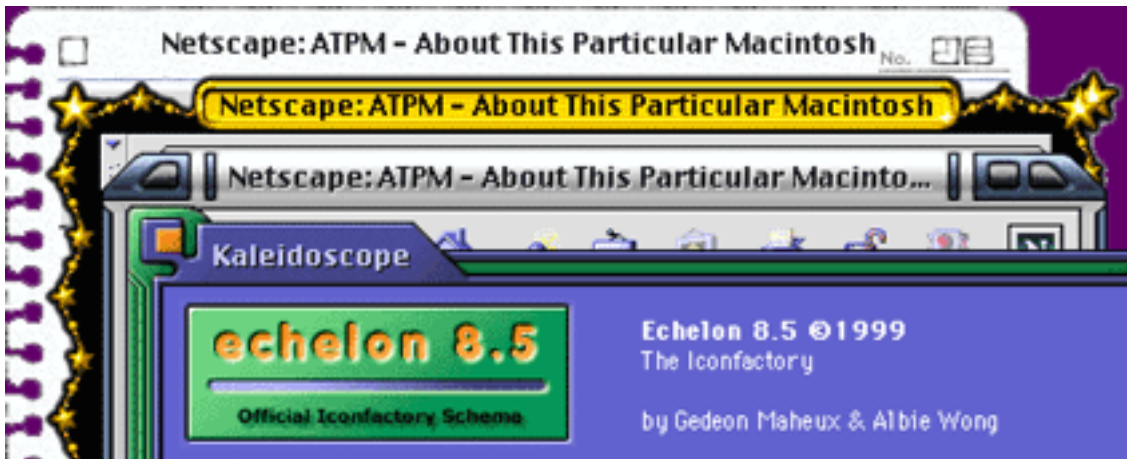 Netscape: ATPM - About This Particular Macintosh No.
Netscape: ATPM - About This Particular Macintosh
Netscape: ATPM - About This Particular Macinto...
Kaleidoscope
echelon 8.5
Official Iconfactory Scheme
Echelon 8.5 ©1999
The Iconfactory
by Gedeon Maheux & Albie Wong